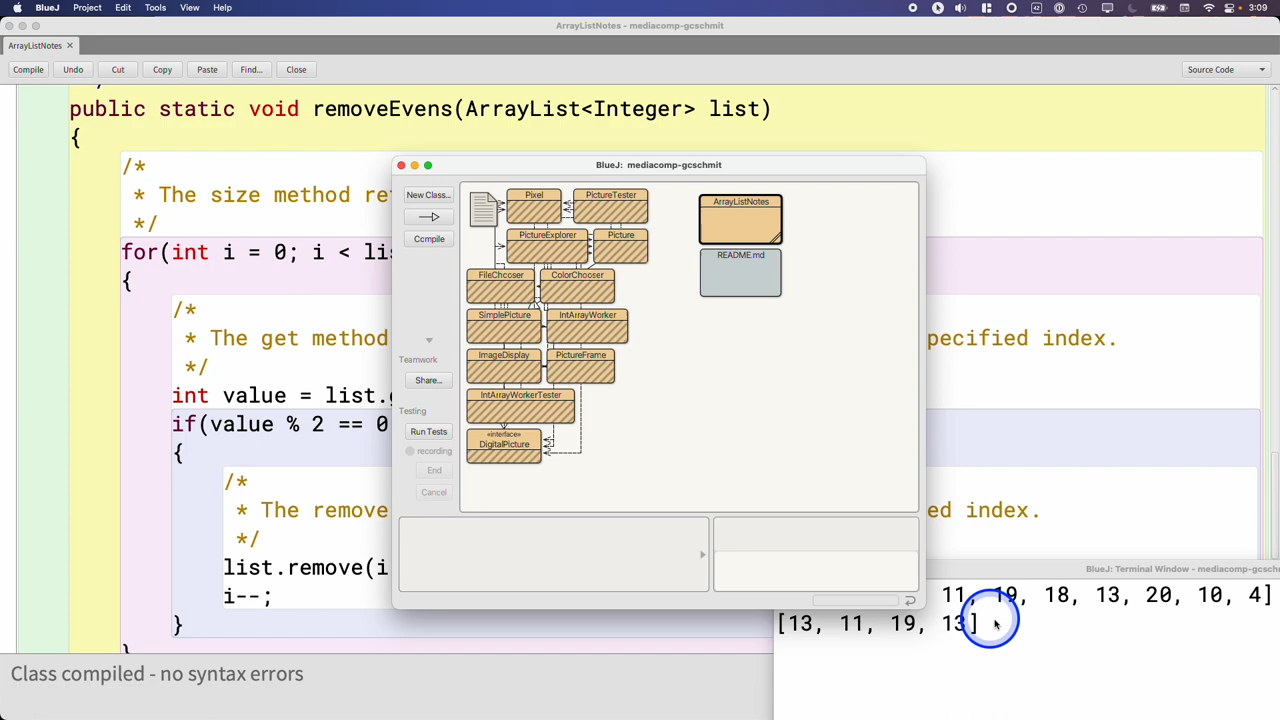 BlueJ Project Edit Tools View Help 42 3:09
ArrayListNotes - mediacomp-gcschmit
ArrayListNotes ×
Compile Undo Cut Copy Paste Find... Close Source Code
public static void removeEvens(ArrayList<Integer> list)
{
/*
* The size method re
*/
for(int i = 0; i < lis
{
/*
* The get method pecified index.
*/
int value = list.g
if(value % 2 == 0
{
/*
* The remove ed index.
*/
list.remove(i
i--;
}
Class compiled - no syntax errors
BlueJ: mediacomp-gcschmit
New Class...
Compile
Teamwork
Share...
Testing
Run Tests
recording
End
Cancel
Pixel PictureTester
PictureExplorer Picture
FileChooser ColorChooser
SimplePicture IntArrayWorker
ImageDisplay PictureFrame
IntArrayWorkerTester
«interface»
DigitalPicture
ArrayListNotes
README.md
BlueJ: Terminal Window - mediacomp-gcschm
11, 19, 18, 13, 20, 10, 4]
[13, 11, 19, 13]